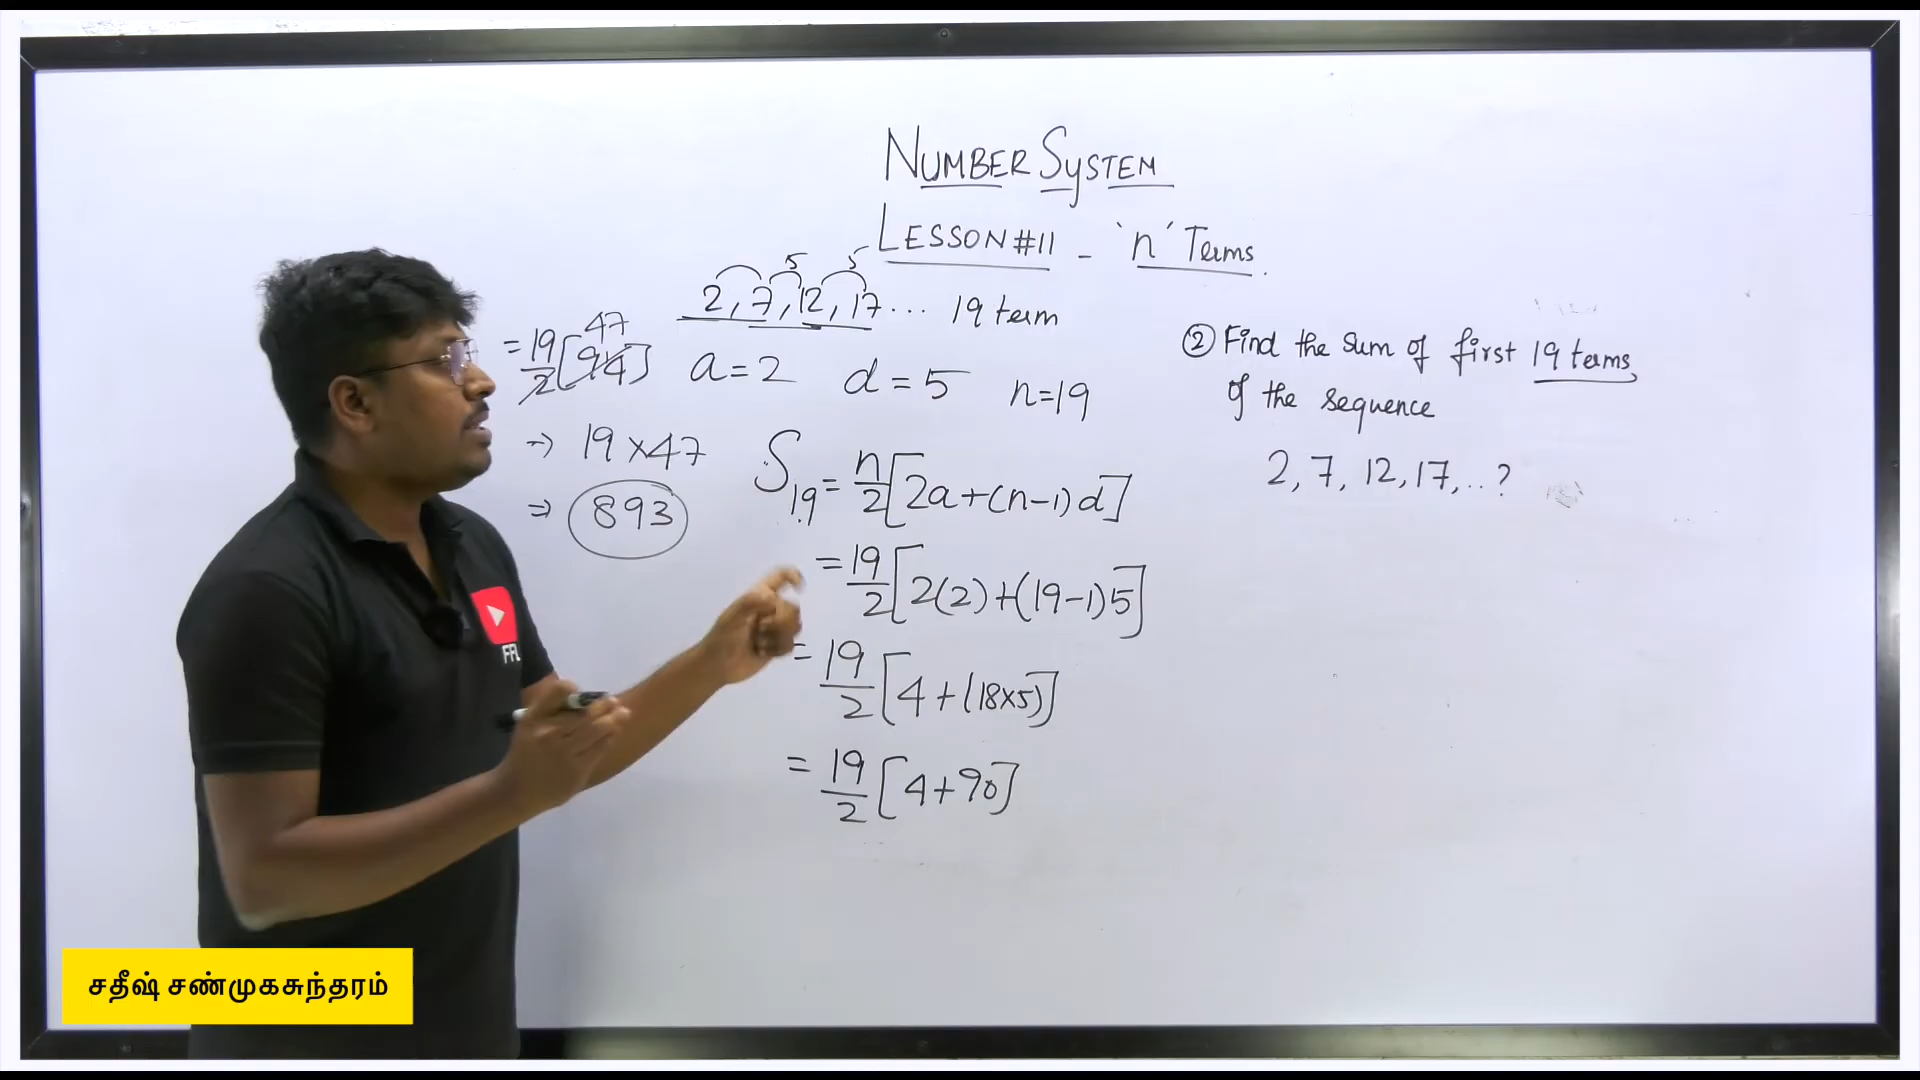 NUMBER SYSTEM
LESSON #11 - 'n' Terms.
5 5
2, 7, 12, 17 ... 19 term
a = 2 d = 5 n = 19
S19 = n/2 [2a + (n-1) d]
= 19/2 [2(2) + (19-1) 5]
= 19/2 [4 + (18x5)]
= 19/2 [4 + 90]
47
= 19/2 [94]
→ 19 x 47
⇒ 893
② Find the sum of first 19 terms
of the sequence
2, 7, 12, 17, ...?
FFL
சதீஷ் சண்முகசுந்தரம்